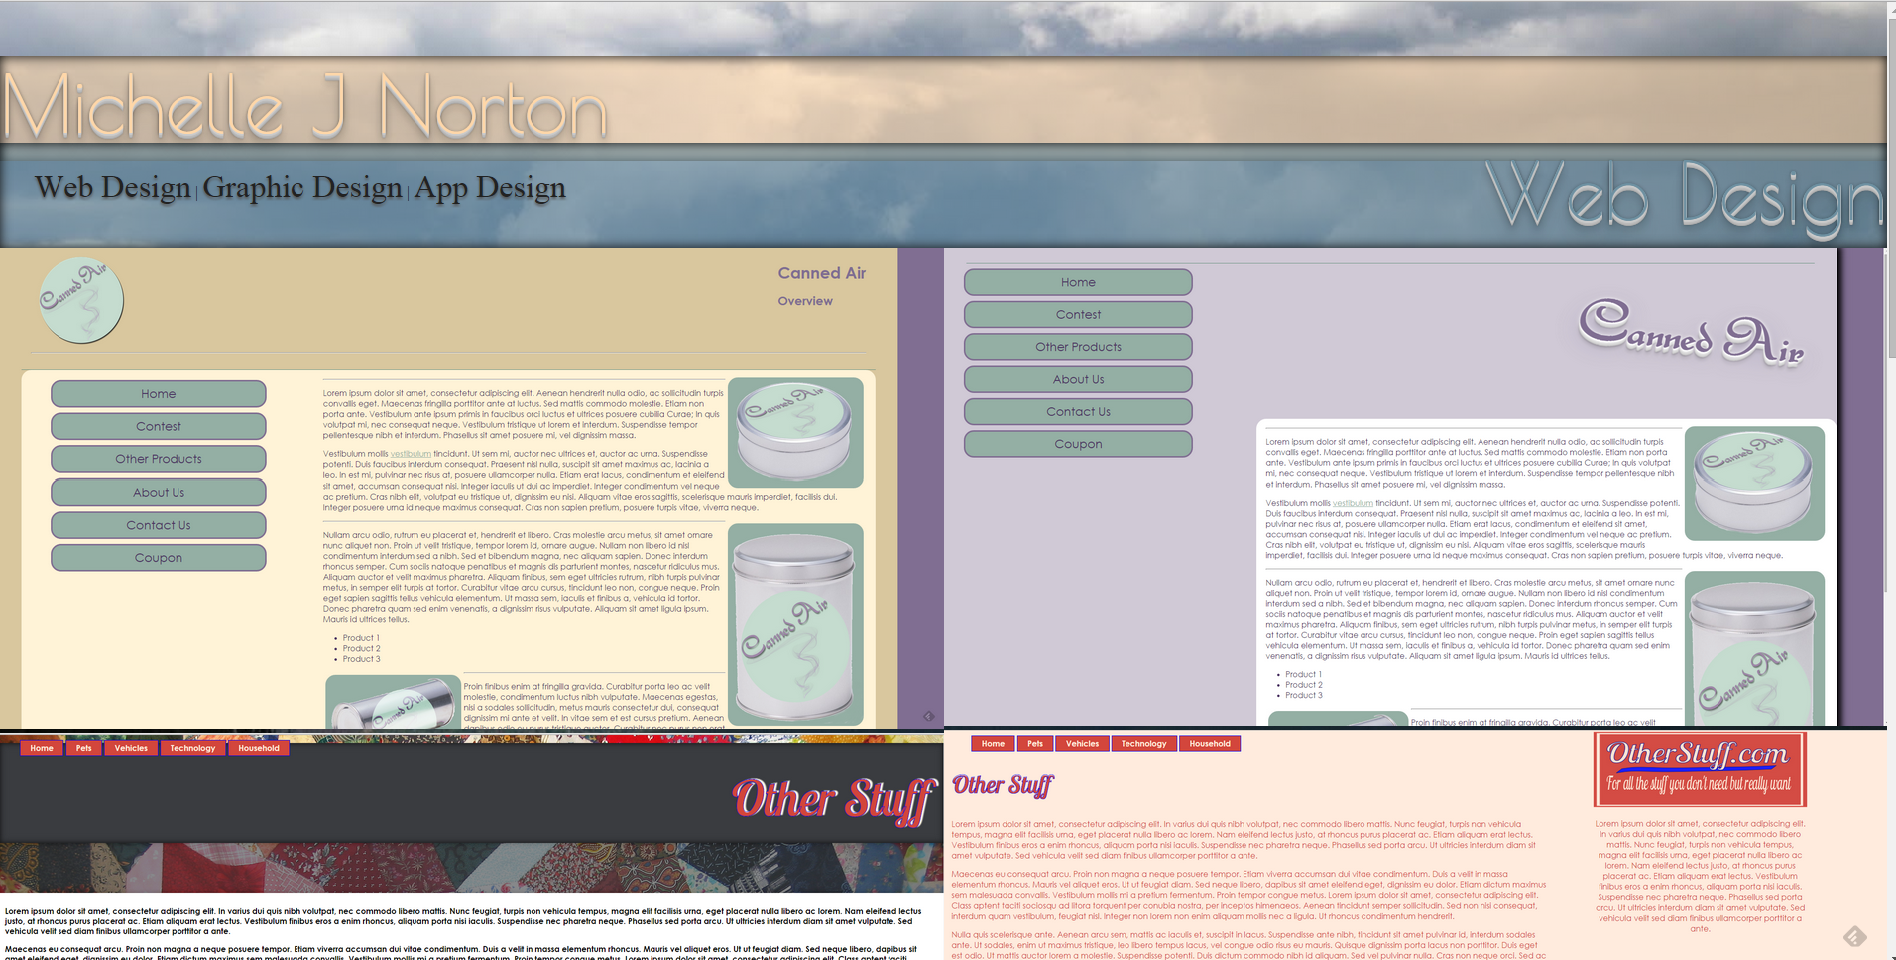 Michelle J Norton
Web Design | Graphic Design | App Design
Web Design
Canned Air
Canned Air
Overview
Home
Contest
Other Products
About Us
Contact Us
Coupon
Lorem ipsum dolor sit amet, consectetur adipiscing elit. Aenean hendrerit nulla odio, ac sollicitudin turpis
convallis eget. Maecenas fringilla porttitor ante at luctus. Sed mattis commodo molestie. Etiam non
porta ante. Vestibulum ante ipsum primis in faucibus orci luctus et ultrices posuere cubilia Curae; In quis
volutpat mi, nec consequat neque. Vestibulum tristique ut lorem et interdum. Suspendisse tempor
pellentesque nibh et interdum. Phasellus sit amet posuere mi, vel dignissim massa.
Canned Air
Vestibulum mollis vestibulum tincidunt. Ut sem mi, auctor nec ultrices et, auctor ac urna. Suspendisse
potenti. Duis faucibus interdum consequat. Praesent nisl nulla, suscipit sit amet maximus ac, lacinia a
leo. In est mi, pulvinar nec risus at, posuere ullamcorper nulla. Etiam erat lacus, condimentum et eleifend
sit amet, accumsan consequat nisi. Integer iaculis ut dui ac imperdiet. Integer condimentum vel neque
ac pretium. Cras nibh elit, volutpat eu tristique ut, dignissim eu nisl. Aliquam vitae eros sagittis, scelerisque mauris imperdiet, facilisis dui.
Integer posuere urna id neque maximus consequat. Cras non sapien pretium, posuere turpis vitae, viverra neque.
Nullam arcu odio, rutrum eu placerat et, hendrerit et libero. Cras molestie arcu metus, sit amet ornare
nunc aliquet non. Proin ut velit tristique, tempor lorem id, ornare augue. Nullam non libero id nisl
condimentum interdum sed a nibh. Sed et bibendum magna, nec aliquam sapien. Donec interdum
rhoncus semper. Cum sociis natoque penatibus et magnis dis parturient montes, nascetur ridiculus mus.
Aliquam auctor et velit maximus pharetra. Aliquam finibus, sem eget ultricies rutrum, nibh turpis pulvinar
metus, in semper elit turpis at tortor. Curabitur vitae arcu cursus, tincidunt leo non, congue neque. Proin
eget sapien sagittis tellus vehicula elementum. Ut massa sem, iaculis et finibus a, vehicula id tortor.
Donec pharetra quam sed enim venenatis, a dignissim risus vulputate. Aliquam sit amet ligula ipsum.
Mauris id ultrices tellus.
Canned Air
Product 1
Product 2
Product 3
Proin finibus enim at fringilla gravida. Curabitur porta leo ac velit
molestie, condimentum luctus nibh vulputate. Maecenas egestas,
nisi a sodales sollicitudin, metus mauris consectetur dui, consequat
dignissim mi ante et velit. In vitae sem et est cursus pretium. Aenean
Canned Air
Home
Contest
Other Products
About Us
Contact Us
Coupon
Canned Air
Lorem ipsum dolor sit amet, consectetur adipiscing elit. Aenean hendrerit nulla odio, ac sollicitudin turpis
convallis eget. Maecenas fringilla porttitor ante at luctus. Sed mattis commodo molestie. Etiam non porta
ante. Vestibulum ante ipsum primis in faucibus orci luctus et ultrices posuere cubilia Curae; In quis volutpat
mi, nec consequat neque. Vestibulum tristique ut lorem et interdum. Suspendisse tempor pellentesque nibh
et interdum. Phasellus sit amet posuere mi, vel dignissim massa.
Canned Air
Vestibulum mollis vestibulum tincidunt. Ut sem mi, auctor nec ultrices et, auctor ac urna. Suspendisse potenti.
Duis faucibus interdum consequat. Praesent nisl nulla, suscipit sit amet maximus ac, lacinia a leo. In est mi,
pulvinar nec risus at, posuere ullamcorper nulla. Etiam erat lacus, condimentum et eleifend sit amet,
accumsan consequat nisi. Integer iaculis ut dui ac imperdiet. Integer condimentum vel neque ac pretium.
Cras nibh elit, volutpat eu tristique ut, dignissim eu nisl. Aliquam vitae eros sagittis, scelerisque mauris
imperdiet, facilisis dui. Integer posuere urna id neque maximus consequat. Cras non sapien pretium, posuere turpis vitae, viverra neque.
Nullam arcu odio, rutrum eu placerat et, hendrerit et libero. Cras molestie arcu metus, sit amet ornare nunc
aliquet non. Proin ut velit tristique, tempor lorem id, ornare augue. Nullam non libero id nisl condimentum
interdum sed a nibh. Sed et bibendum magna, nec aliquam sapien. Donec interdum rhoncus semper. Cum
sociis natoque penatibus et magnis dis parturient montes, nascetur ridiculus mus. Aliquam auctor et velit
maximus pharetra. Aliquam finibus, sem eget ultricies rutrum, nibh turpis pulvinar metus, in semper elit turpis
at tortor. Curabitur vitae arcu cursus, tincidunt leo non, congue neque. Proin eget sapien sagittis tellus
vehicula elementum. Ut massa sem, iaculis et finibus a, vehicula id tortor. Donec pharetra quam sed enim
venenatis, a dignissim risus vulputate. Aliquam sit amet ligula ipsum. Mauris id ultrices tellus.
Canned Air
Product 1
Product 2
Product 3
Proin finibus enim at fringilla gravida. Curabitur porta leo ac velit
Home Pets Vehicles Technology Household
Other Stuff
Lorem ipsum dolor sit amet, consectetur adipiscing elit. In varius dui quis nibh volutpat, nec commodo libero mattis. Nunc feugiat, turpis non vehicula tempus, magna elit facilisis urna, eget placerat nulla libero ac lorem. Nam eleifend lectus
justo, at rhoncus purus placerat ac. Etiam aliquam erat lectus. Vestibulum finibus eros a enim rhoncus, aliquam porta nisi iaculis. Suspendisse nec pharetra neque. Phasellus sed porta arcu. Ut ultricies interdum diam sit amet vulputate. Sed
vehicula velit sed diam finibus ullamcorper porttitor a ante.
Maecenas eu consequat arcu. Proin non magna a neque posuere tempor. Etiam viverra accumsan dui vitae condimentum. Duis a velit in massa elementum rhoncus. Mauris vel aliquet eros. Ut ut feugiat diam. Sed neque libero, dapibus sit
amet eleifend eget, dignissim eu dolor. Etiam dictum maximus sem malesuada convallis. Vestibulum mollis mi a pretium fermentum. Proin tempor congue metus. Lorem ipsum dolor sit amet, consectetur adipiscing elit. Class aptent taciti
Home Pets Vehicles Technology Household
Other Stuff
Lorem ipsum dolor sit amet, consectetur adipiscing elit. In varius dui quis nibh volutpat, nec commodo libero mattis. Nunc feugiat, turpis non vehicula
tempus, magna elit facilisis urna, eget placerat nulla libero ac lorem. Nam eleifend lectus justo, at rhoncus purus placerat ac. Etiam aliquam erat lectus.
Vestibulum finibus eros a enim rhoncus, aliquam porta nisi iaculis. Suspendisse nec pharetra neque. Phasellus sed porta arcu. Ut ultricies interdum diam sit
amet vulputate. Sed vehicula velit sed diam finibus ullamcorper porttitor a ante.
Maecenas eu consequat arcu. Proin non magna a neque posuere tempor. Etiam viverra accumsan dui vitae condimentum. Duis a velit in massa
elementum rhoncus. Mauris vel aliquet eros. Ut ut feugiat diam. Sed neque libero, dapibus sit amet eleifend eget, dignissim eu dolor. Etiam dictum maximus
sem malesuada convallis. Vestibulum mollis mi a pretium fermentum. Proin tempor congue metus. Lorem ipsum dolor sit amet, consectetur adipiscing elit.
Class aptent taciti sociosqu ad litora torquent per conubia nostra, per inceptos himenaeos. Aenean tincidunt semper sollicitudin. Duis non nisi consequat,
interdum quam vestibulum, feugiat nisl. Integer non lorem non enim aliquam mollis nec a ligula. Ut rhoncus condimentum hendrerit.
Nulla quis scelerisque ante. Aenean arcu sem, mattis ac iaculis et, suscipit in lacus. Suspendisse ante nibh, tincidunt sit amet pulvinar id, interdum sodales
ante. Ut sodales, enim ut maximus tristique, leo libero tempus lacus, vel congue odio risus eu mauris. Quisque dignissim porta lacus non porttitor. Duis eget
est odio. Ut mattis auctor mi ornare mollis. Lorem ipsum dolor sit amet, consectetur adipiscing elit. Aliquam erat volutpat. Sed vel pulvinar nulla. Sed ac
OtherStuff.com
For all the stuff you don't need but really want
Lorem ipsum dolor sit amet, consectetur adipiscing elit.
In varius dui quis nibh volutpat, nec commodo libero
mattis. Nunc feugiat, turpis non vehicula tempus,
magna elit facilisis urna, eget placerat nulla libero ac
lorem. Nam eleifend lectus justo, at rhoncus purus
placerat ac. Etiam aliquam erat lectus. Vestibulum
finibus eros a enim rhoncus, aliquam porta nisi iaculis.
Suspendisse nec pharetra neque. Phasellus sed porta
arcu. Ut ultricies interdum diam sit amet vulputate. Sed
vehicula velit sed diam finibus ullamcorper porttitor a
ante.